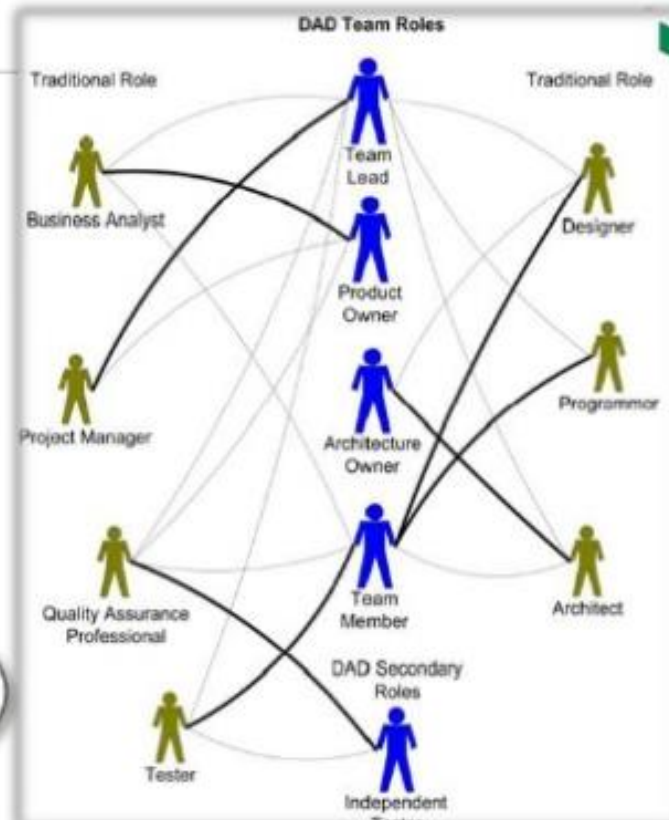 DAD Team Roles
Traditional Role
Traditional Role
Team
Lead
Business Analyst
Designer
Product
Owner
Programmor
Project Manager
Architecture
Owner
Quality Assurance
Professional
Team
Member
Architect
DAD Secondary
Roles
Tester
Independent